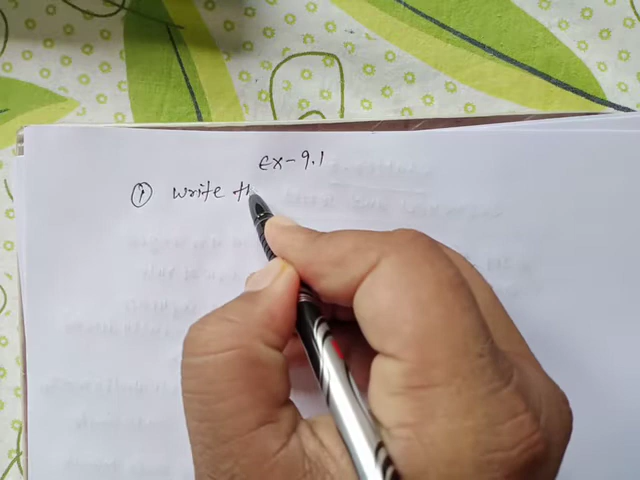 Ex-9.1
① write th